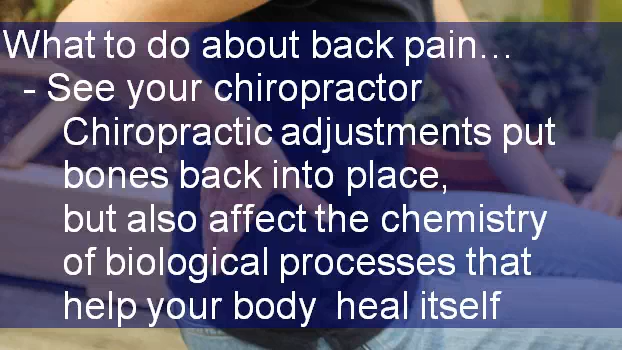 What to do about back pain...
- See your chiropractor
Chiropractic adjustments put
bones back into place,
but also affect the chemistry
of biological processes that
help your body  heal itself